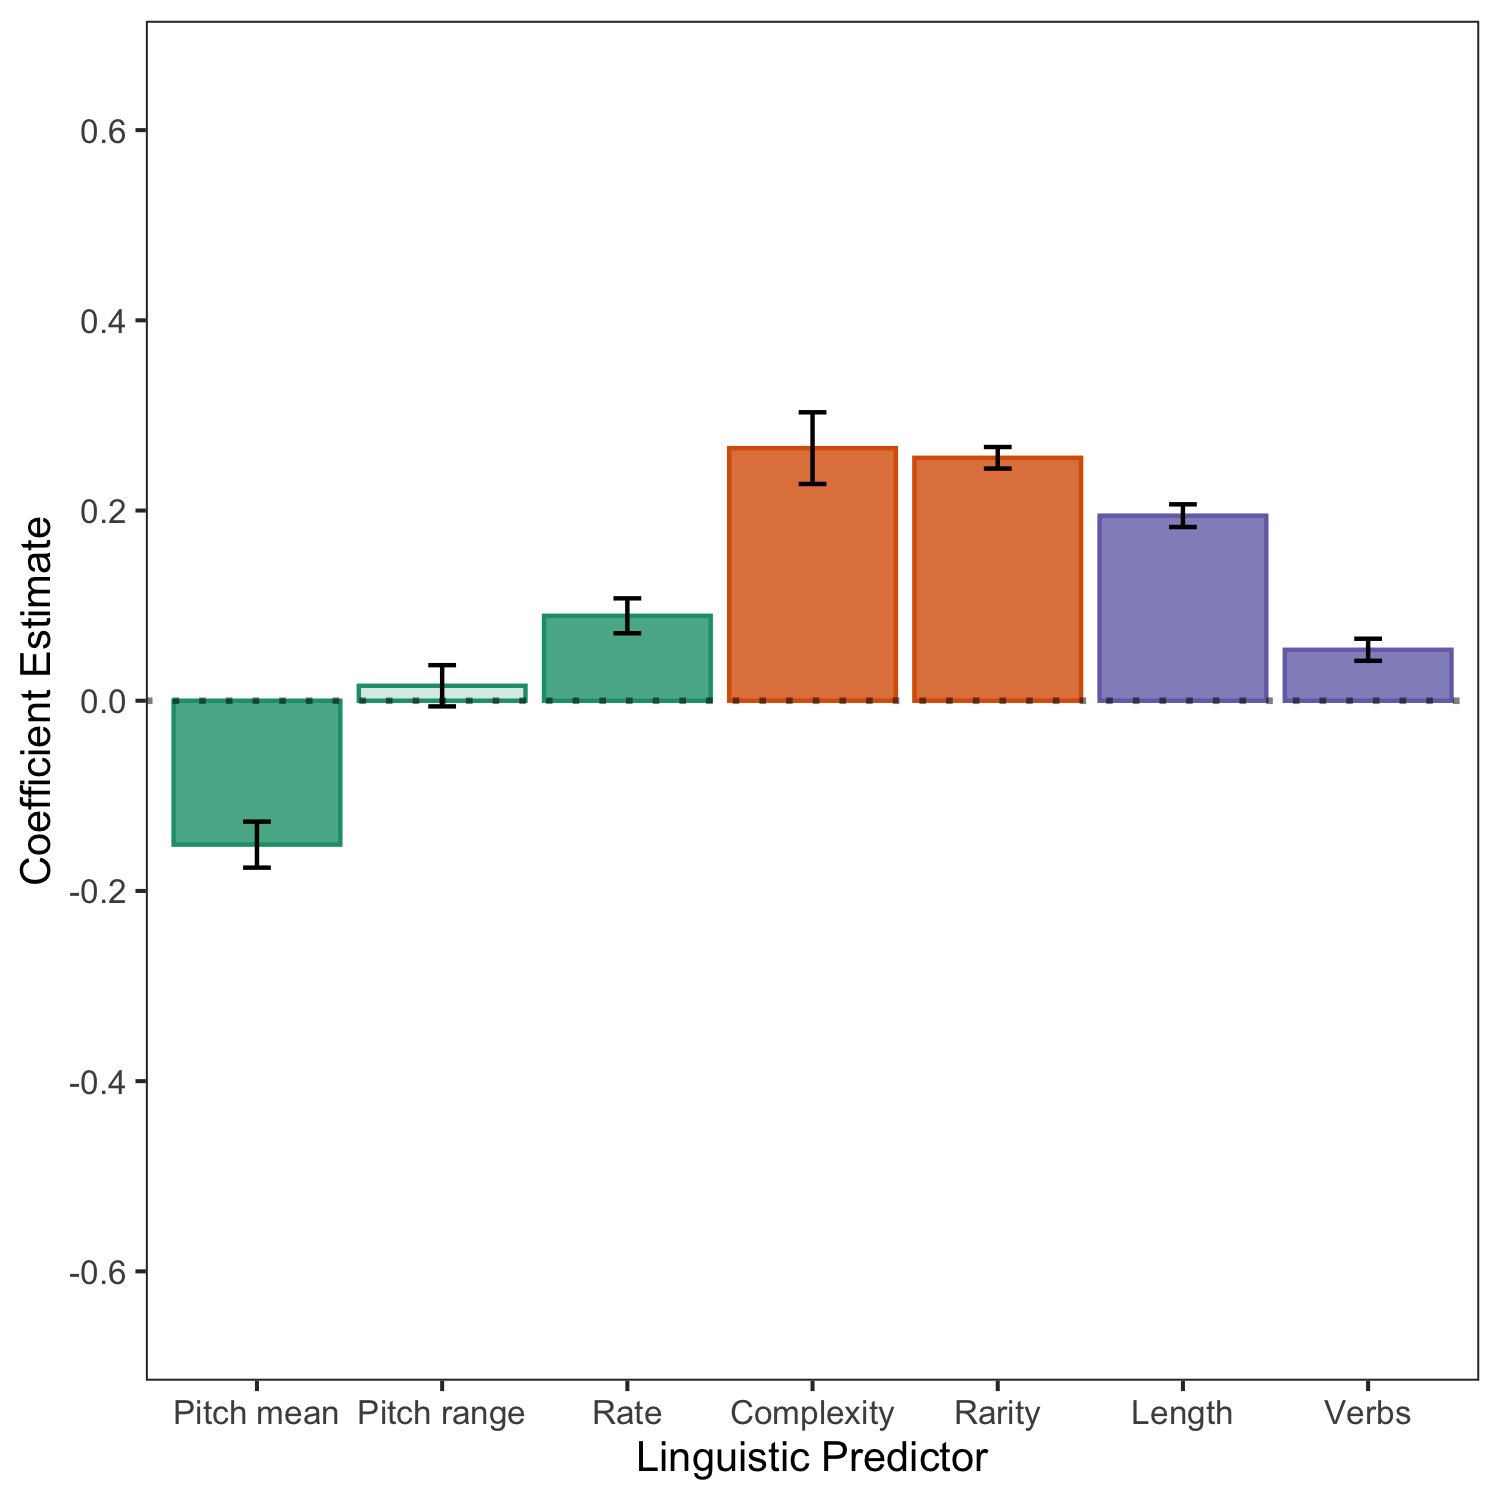 Coefficient Estimate
0.6
0.4
0.2
0.0
-0.2
-0.4
-0.6
Pitch mean Pitch range Rate Complexity Rarity Length Verbs
Linguistic Predictor